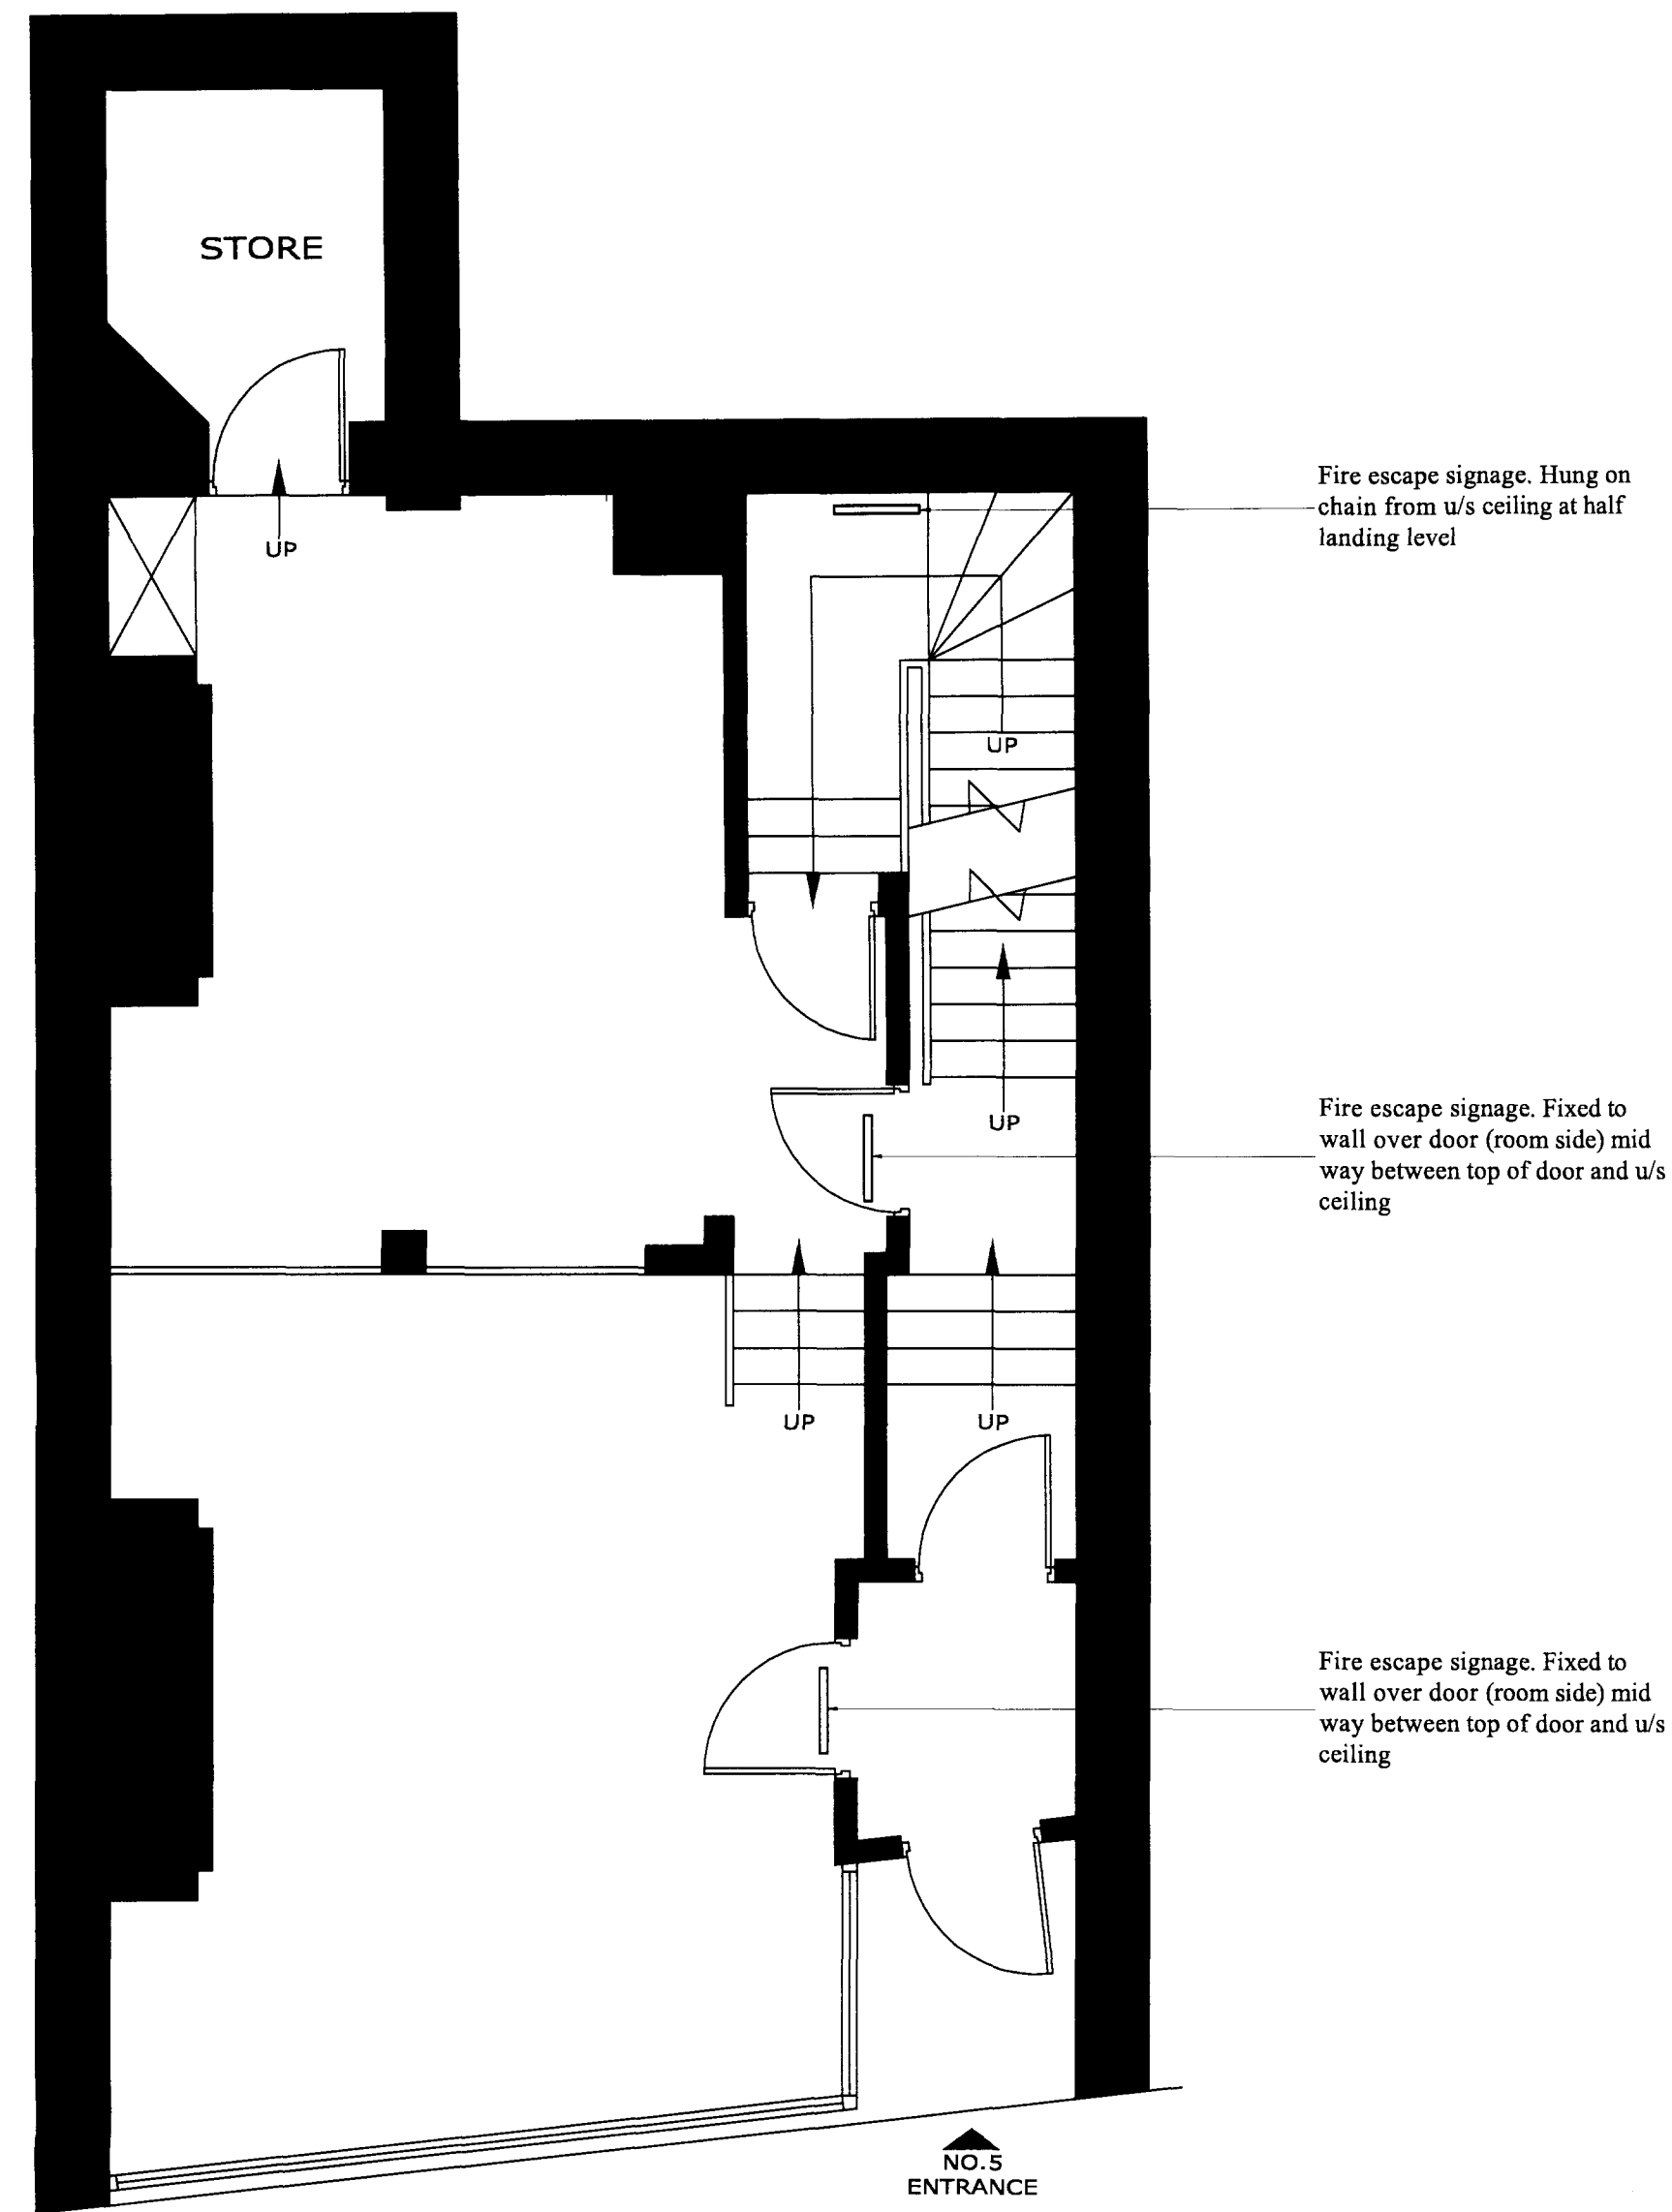 STORE
Fire escape signage. Hung on
chain from u/s ceiling at half
landing level
UP
UP
Fire escape signage. Fixed to
wall over door (room side) mid
way between top of door and u/s
ceiling
UP
UP
UP
Fire escape signage. Fixed to
wall over door (room side) mid
way between top of door and u/s
ceiling
NO.5
ENTRANCE